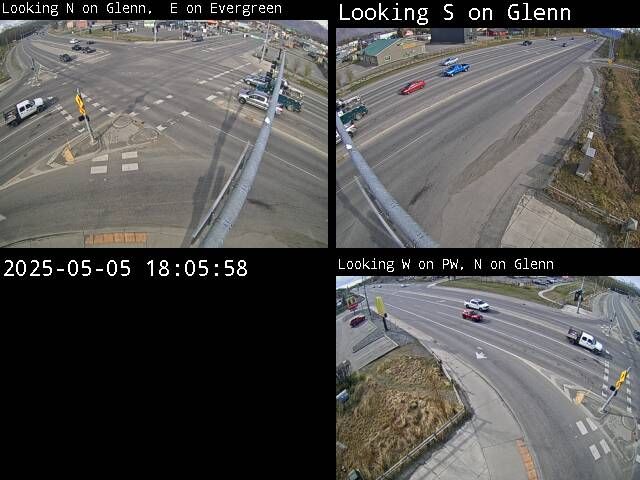 Looking N on Glenn,  E on Evergreen
Looking S on Glenn
2025-05-05 18:05:58
Looking W on PW, N on Glenn